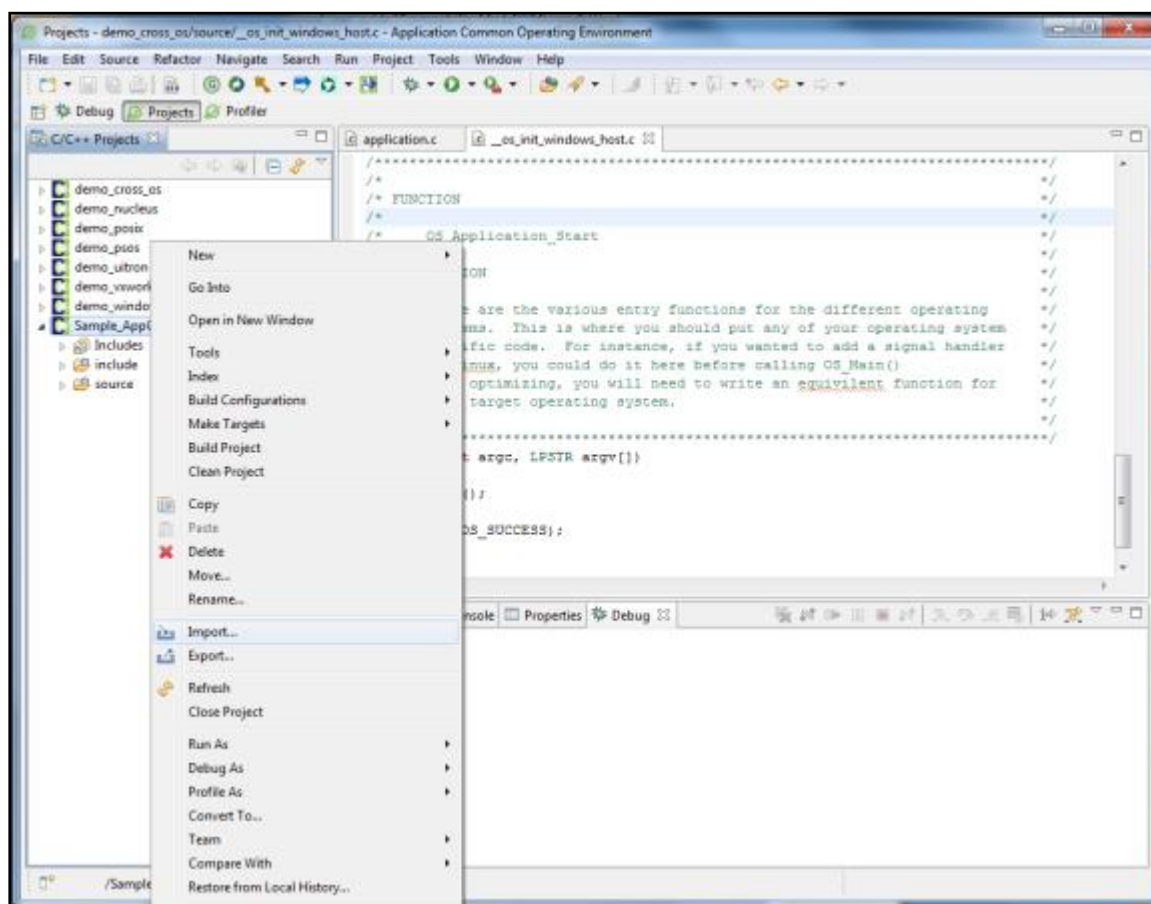 Projects - demo_cross_os/source/__os_init_windows_host.c - Application Common Operating Environment
File Edit Source Refactor Navigate Search Run Project Tools Window Help
Debug Projects Profiler
C/C++ Projects
demo_cross_os
demo_nucleus
demo_posix
demo_psos
demo_uitron
demo_vxwork
demo_windo
Sample_App
Includes
include
source
New
Go Into
Open in New Window
Tools
Index
Build Configurations
Make Targets
Build Project
Clean Project
Copy
Paste
Delete
Move...
Rename...
Import...
Export...
Refresh
Close Project
Run As
Debug As
Profile As
Convert To...
Team
Compare With
Restore from Local History...
application.c __os_init_windows_host.c
/*****************************************************************************/
/* */
/* FUNCTION */
/* */
/* OS_Application_Start */
*/
ION */
*/
e are the various entry functions for the different operating */
ms. This is where you should put any of your operating system */
ific code. For instance, if you wanted to add a signal handler */
inux, you could do it here before calling OS_Main() */
optimizing, you will need to write an equivilent function for */
target operating system. */
*/
*****************************************************************/
t argc, LPSTR argv[])
();
OS_SUCCESS);
nsole Properties Debug
/Sample